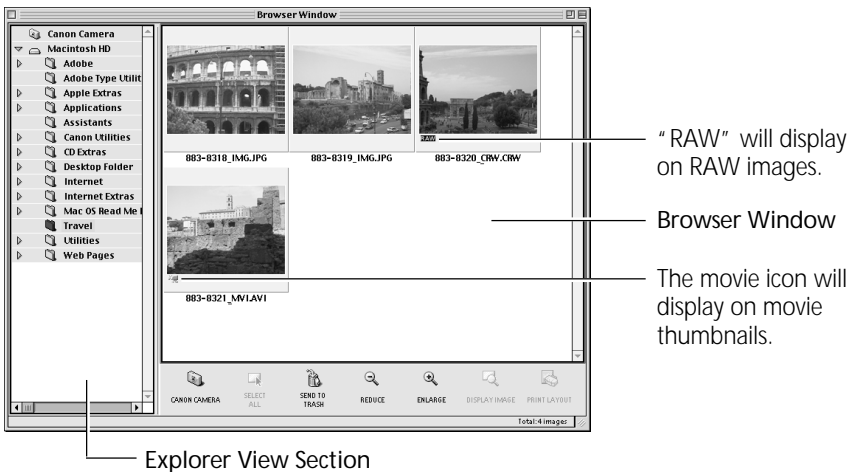 Browser Window
Canon Camera
Macintosh HD
Adobe
Adobe Type Utilit
Apple Extras
Applications
Assistants
Canon Utilities
CD Extras
Desktop Folder
Internet
Internet Extras
Mac OS Read Me
Travel
Utilities
Web Pages
RAW
883-8318_IMG.JPG
883-8319_IMG.JPG
883-8320_CRW.CRW
883-8321_MVI.AVI
CANON CAMERA
SELECT
ALL
SEND TO
TRASH
REDUCE
ENLARGE
DISPLAY IMAGE
PRINT LAYOUT
Total:4 images
"RAW" will display
on RAW images.
Browser Window
The movie icon will
display on movie
thumbnails.
Explorer View Section